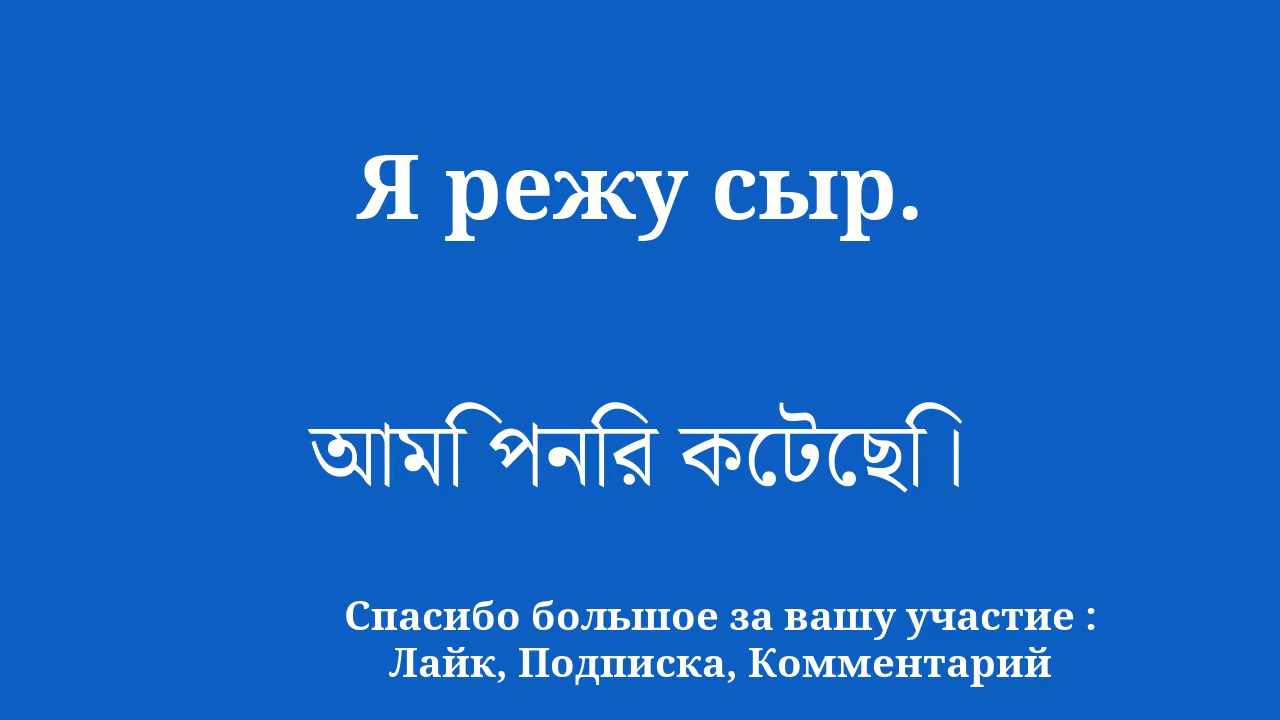 Я режу сыр.
আমি পনির কেটেছি।
Спасибо большое за вашу участие :
Лайк, Подписка, Комментарий